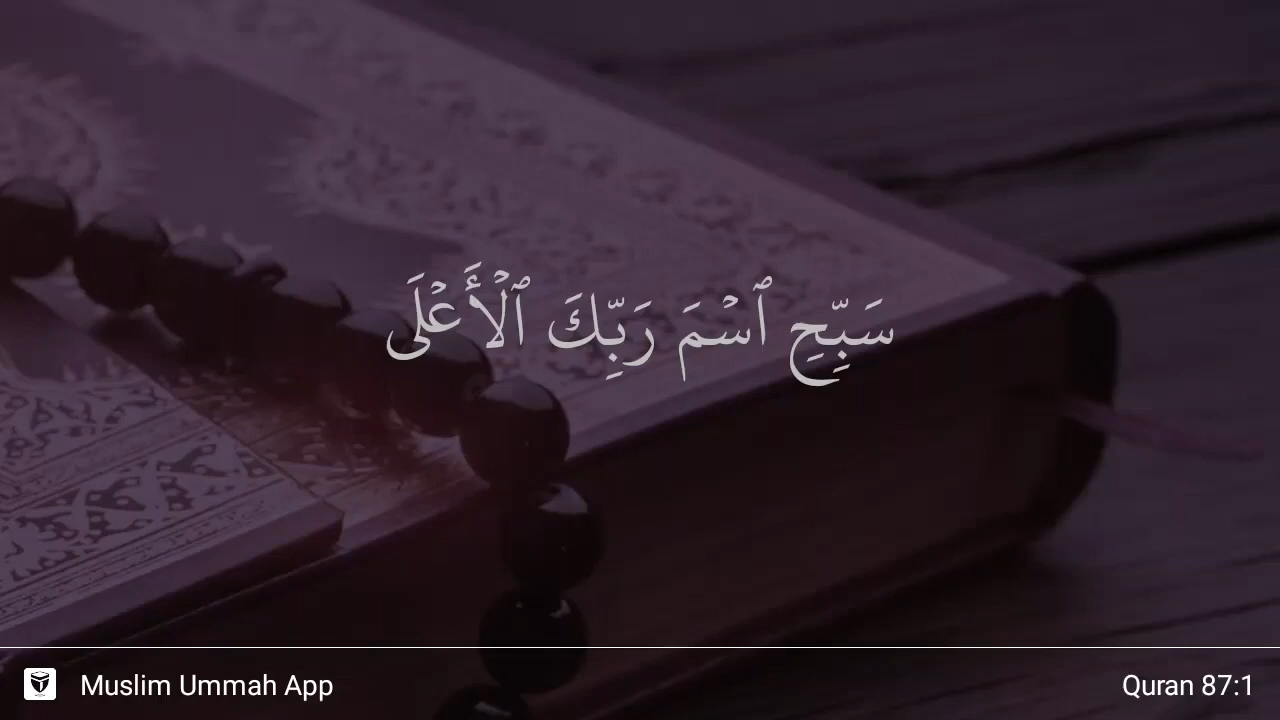 سَبِّحِ ٱسْمَ رَبِّكَ ٱلْأَعْلَى
Muslim Ummah App
Quran 87:1